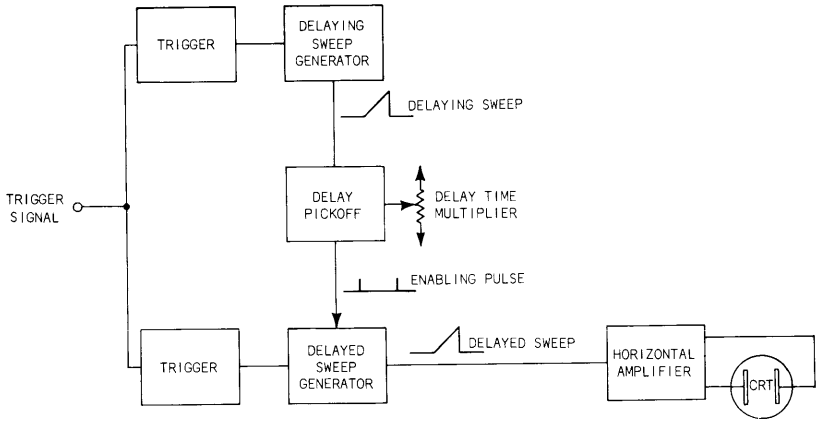 TRIGGER
DELAYING
SWEEP
GENERATOR
DELAYING SWEEP
TRIGGER
SIGNAL
DELAY
PICKOFF
DELAY TIME
MULTIPLIER
ENABLING PULSE
TRIGGER
DELAYED
SWEEP
GENERATOR
DELAYED SWEEP
HORIZONTAL
AMPLIFIER
CRT